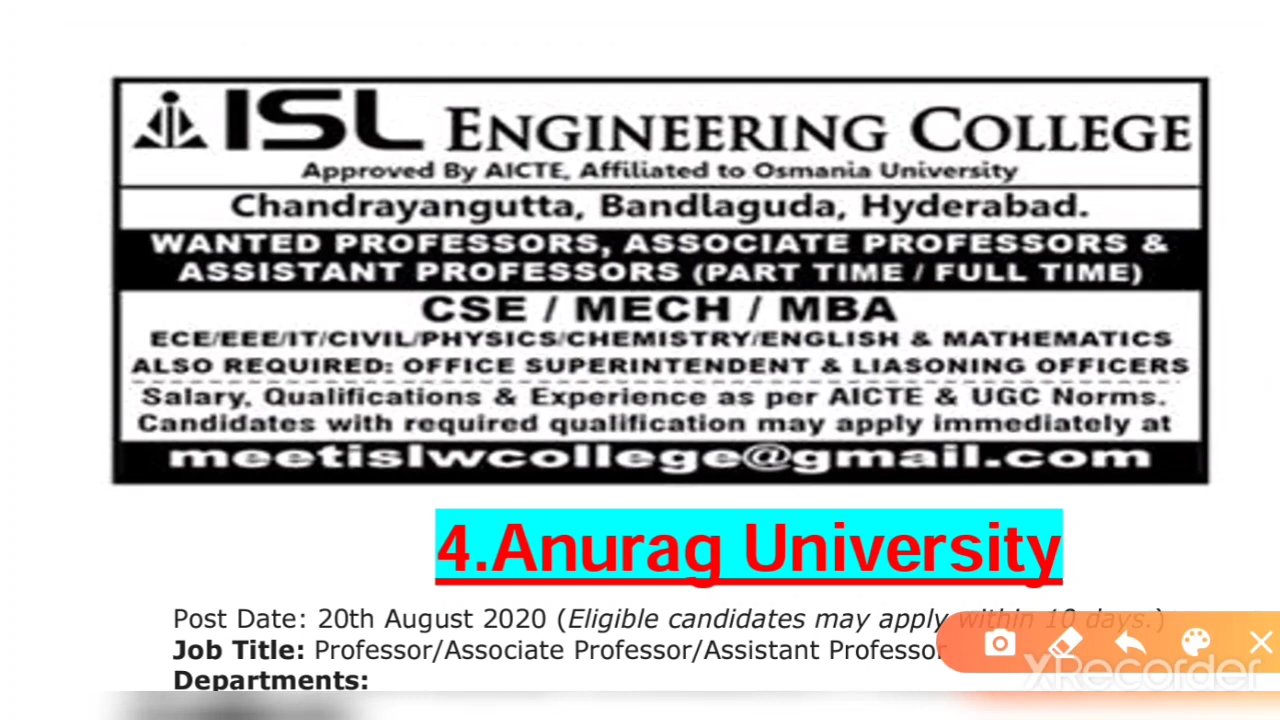 ISL ENGINEERING COLLEGE
Approved By AICTE, Affiliated to Osmania University
Chandrayangutta, Bandlaguda, Hyderabad.
WANTED PROFESSORS, ASSOCIATE PROFESSORS &
ASSISTANT PROFESSORS (PART TIME / FULL TIME)
CSE / MECH / MBA
ECE/EEE/IT/CIVIL/PHYSICS/CHEMISTRY/ENGLISH & MATHEMATICS
ALSO REQUIRED: OFFICE SUPERINTENDENT & LIASONING OFFICERS
Salary, Qualifications & Experience as per AICTE & UGC Norms.
Candidates with required qualification may apply immediately at
meetislwcollege@gmail.com
4.Anurag University
Post Date: 20th August 2020 (Eligible candidates may apply within 10 days.)
Job Title: Professor/Associate Professor/Assistant Professor
XRecorder
Departments: